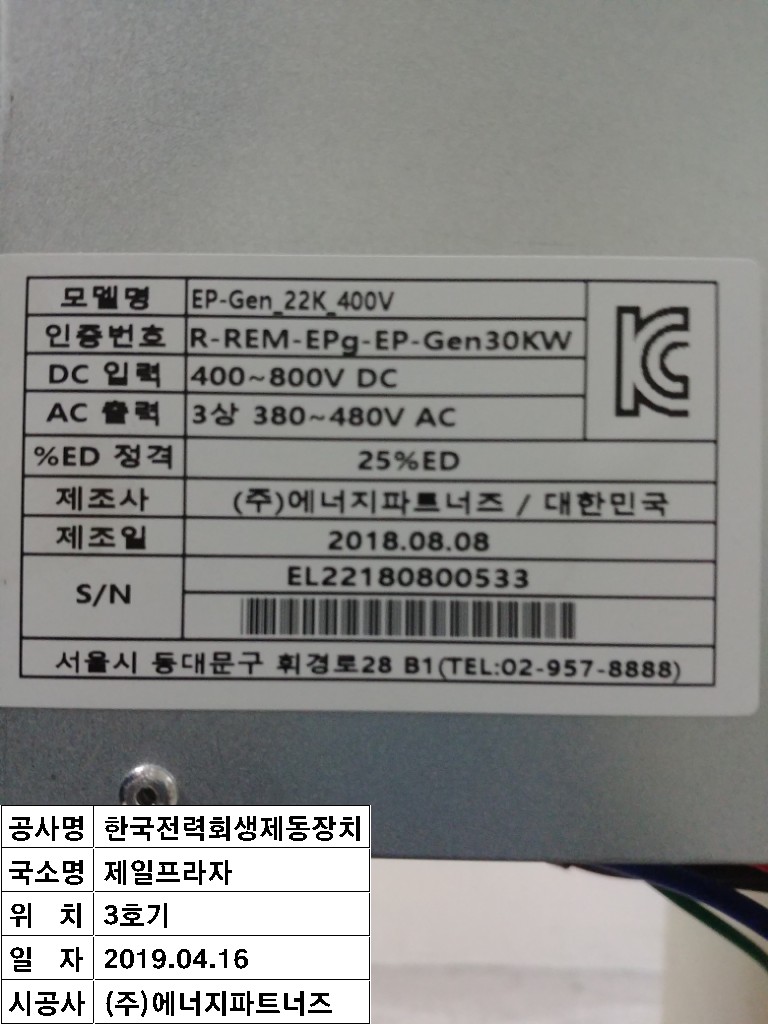 모델명 EP-Gen_22K_400V
인증번호 R-REM-EPg-EP-Gen30KW
DC 입력 400~800V DC
AC 출력 3상 380~480V AC
%ED 정격 25%ED
제조사 (주)에너지파트너즈 / 대한민국
제조일 2018.08.08
S/N EL22180800533
서울시 동대문구 휘경로28 B1(TEL:02-957-8888)
공사명 한국전력회생제동장치
국소명 제일프라자
위 치 3호기
일 자 2019.04.16
시공사 (주)에너지파트너즈